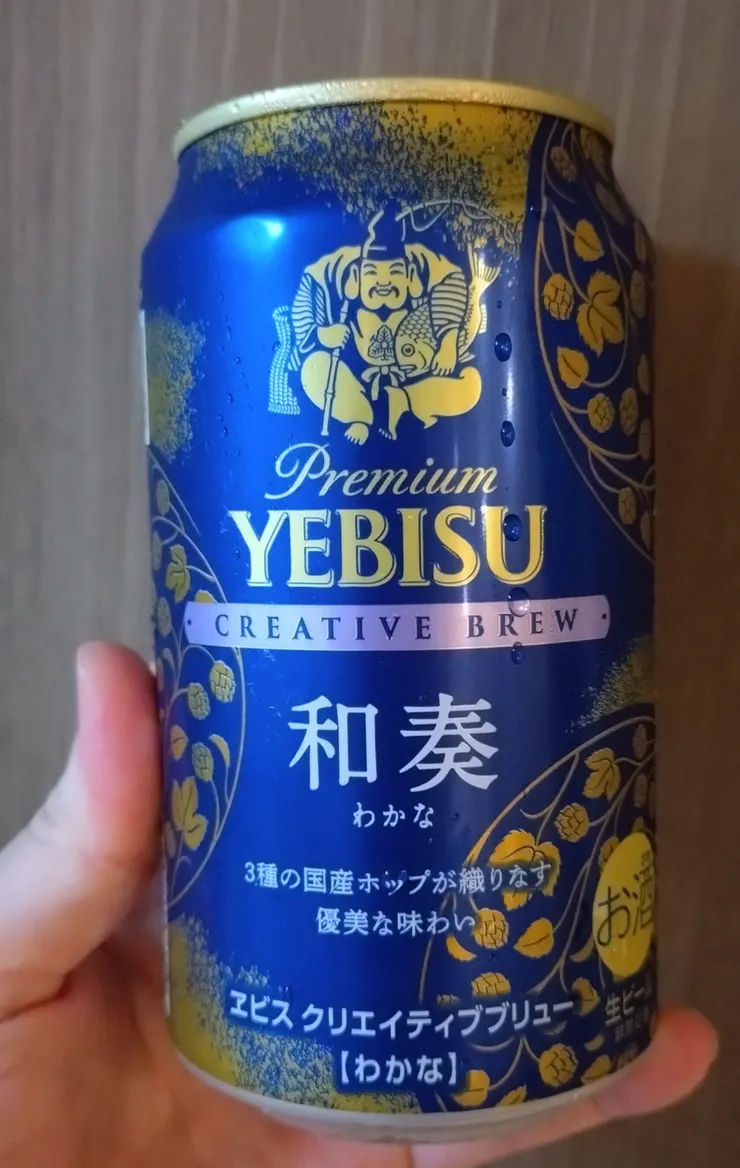 Premium
YEBISU
CREATIVE BREW
和奏
わかな
3種の国産ホップが織りなす
優美な味わい
お酒
ヱビス クリエイティブブリュー
【わかな】
生ビール